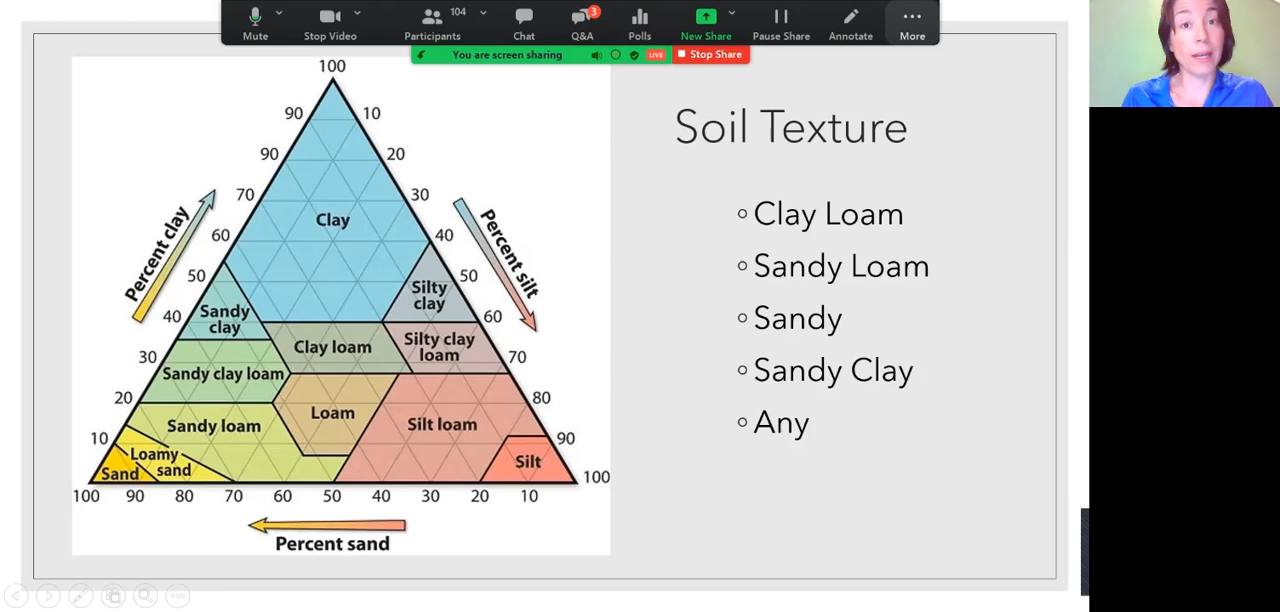 104
3
Mute
Stop Video
Participants
Chat
Q&A
Polls
New Share
Pause Share
Annotate
More
You are screen sharing
LIVE
Stop Share
Soil Texture
Clay Loam
Sandy Loam
Sandy
Sandy Clay
Any
100
90
10
90
20
70
30
Clay
60
40
50
50
Silty
clay
40
60
Sandy
clay
Clay loam
Silty clay
loam
30
70
Sandy clay loam
20
80
Loam
Sandy loam
Silt loam
10
90
Loamy
sand
Sand
Silt
100
100
90
80
70
60
50
40
30
20
10
Percent clay
Percent silt
Percent sand